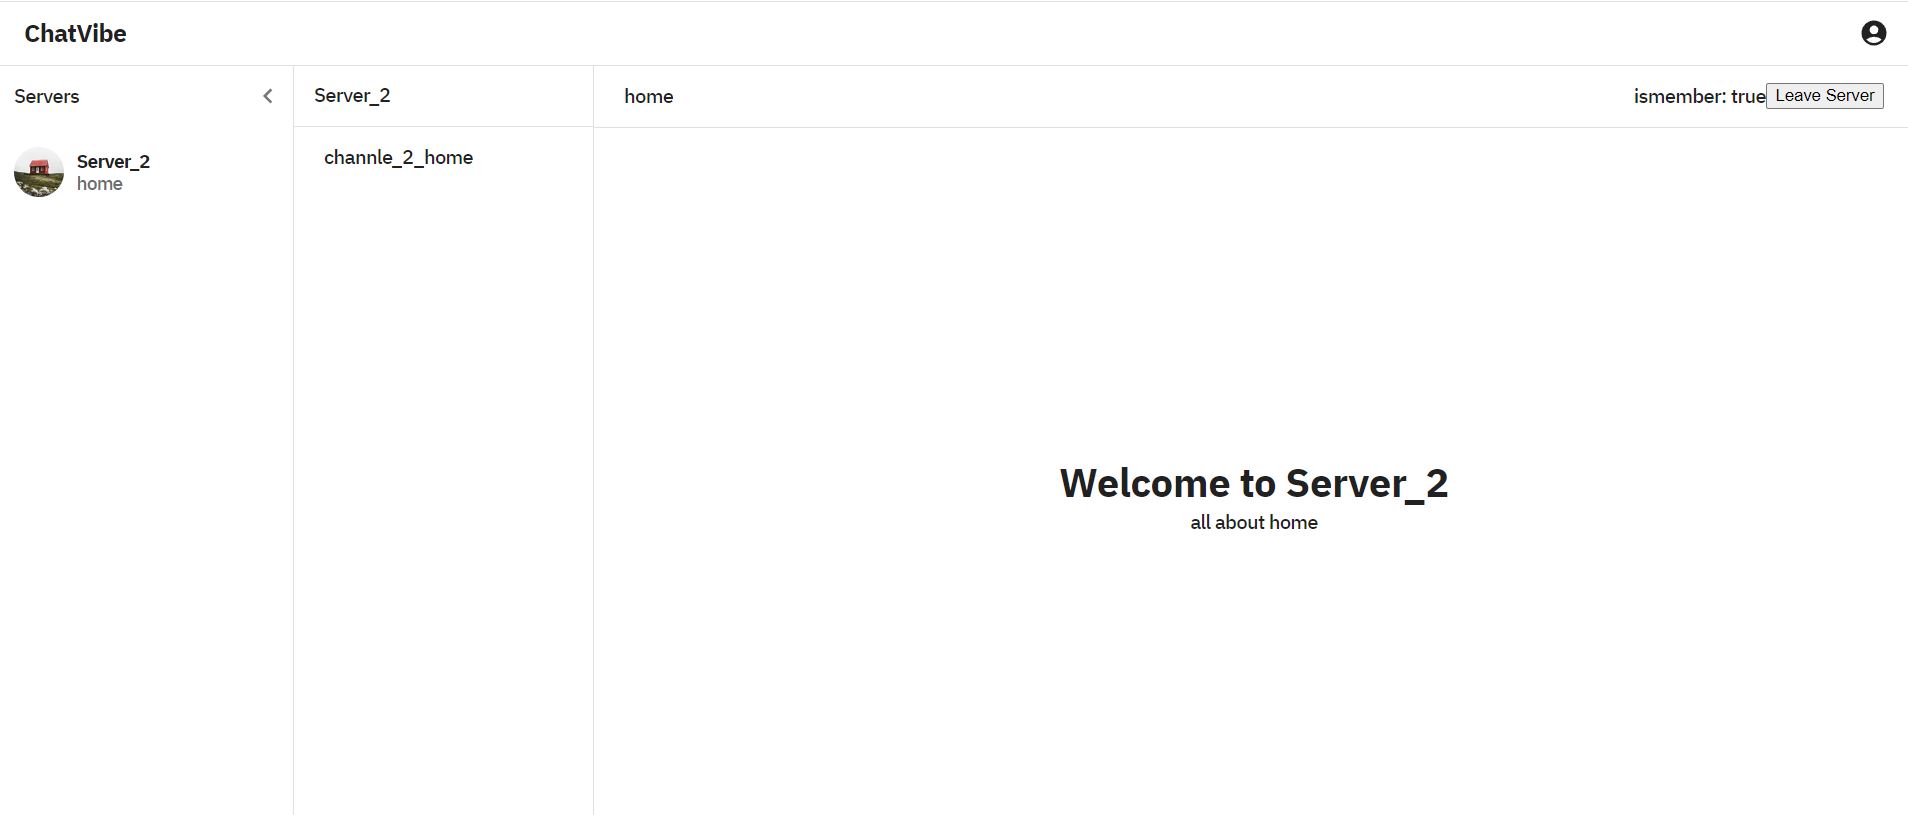 ChatVibe
Servers
Server_2
home
Server_2
channle_2_home
home
ismember: true Leave Server
Welcome to Server_2
all about home